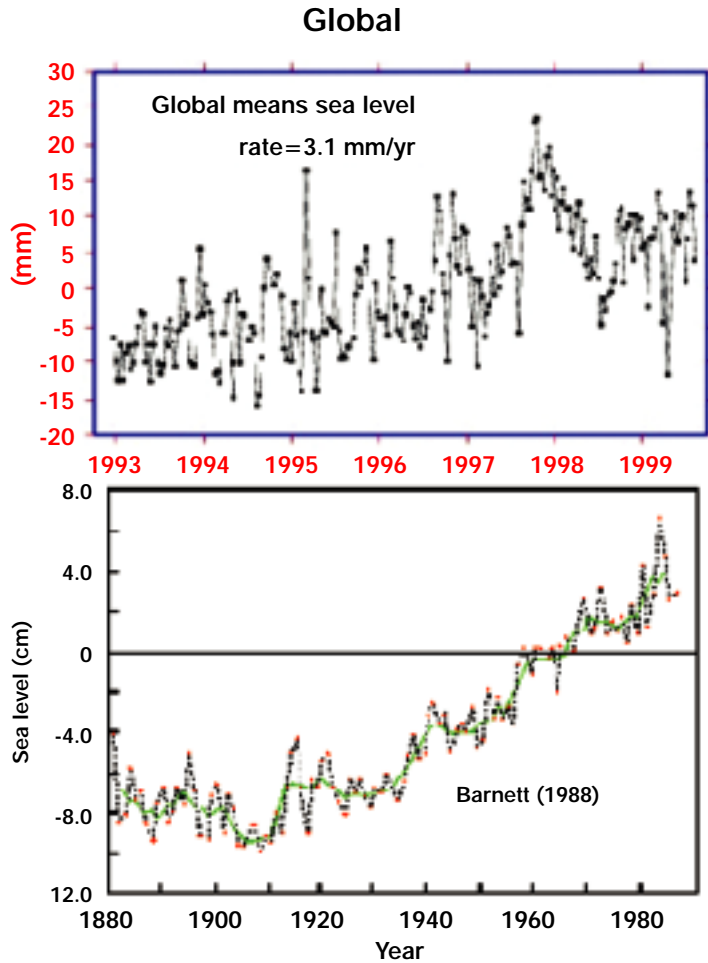 Global
30
25
20
15
10
5
0
-5
-10
-15
-20
(mm)
Global means sea level
rate=3.1 mm/yr
1993 1994 1995 1996 1997 1998 1999
8.0
4.0
0
-4.0
-8.0
12.0
Sea level (cm)
Barnett (1988)
1880 1900 1920 1940 1960 1980
Year